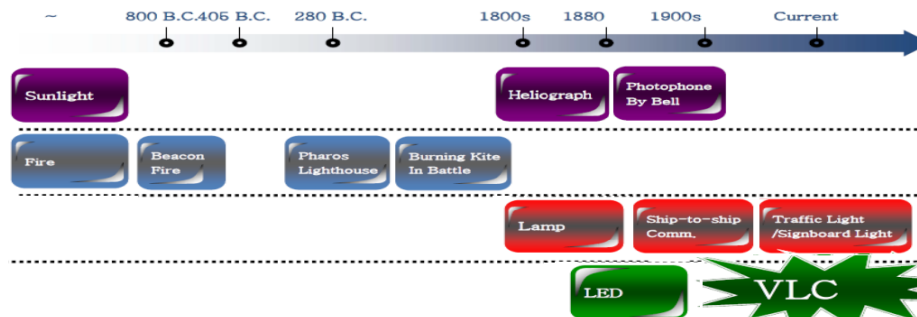 ~ 800 B.C. 405 B.C. 280 B.C. 1800s 1880 1900s Current
Sunlight
Heliograph
Photophone
By Bell
Fire
Beacon
Fire
Pharos
Lighthouse
Burning Kite
In Battle
Lamp
Ship-to-ship
Comm.
Traffic Light
/Signboard Light
LED
VLC